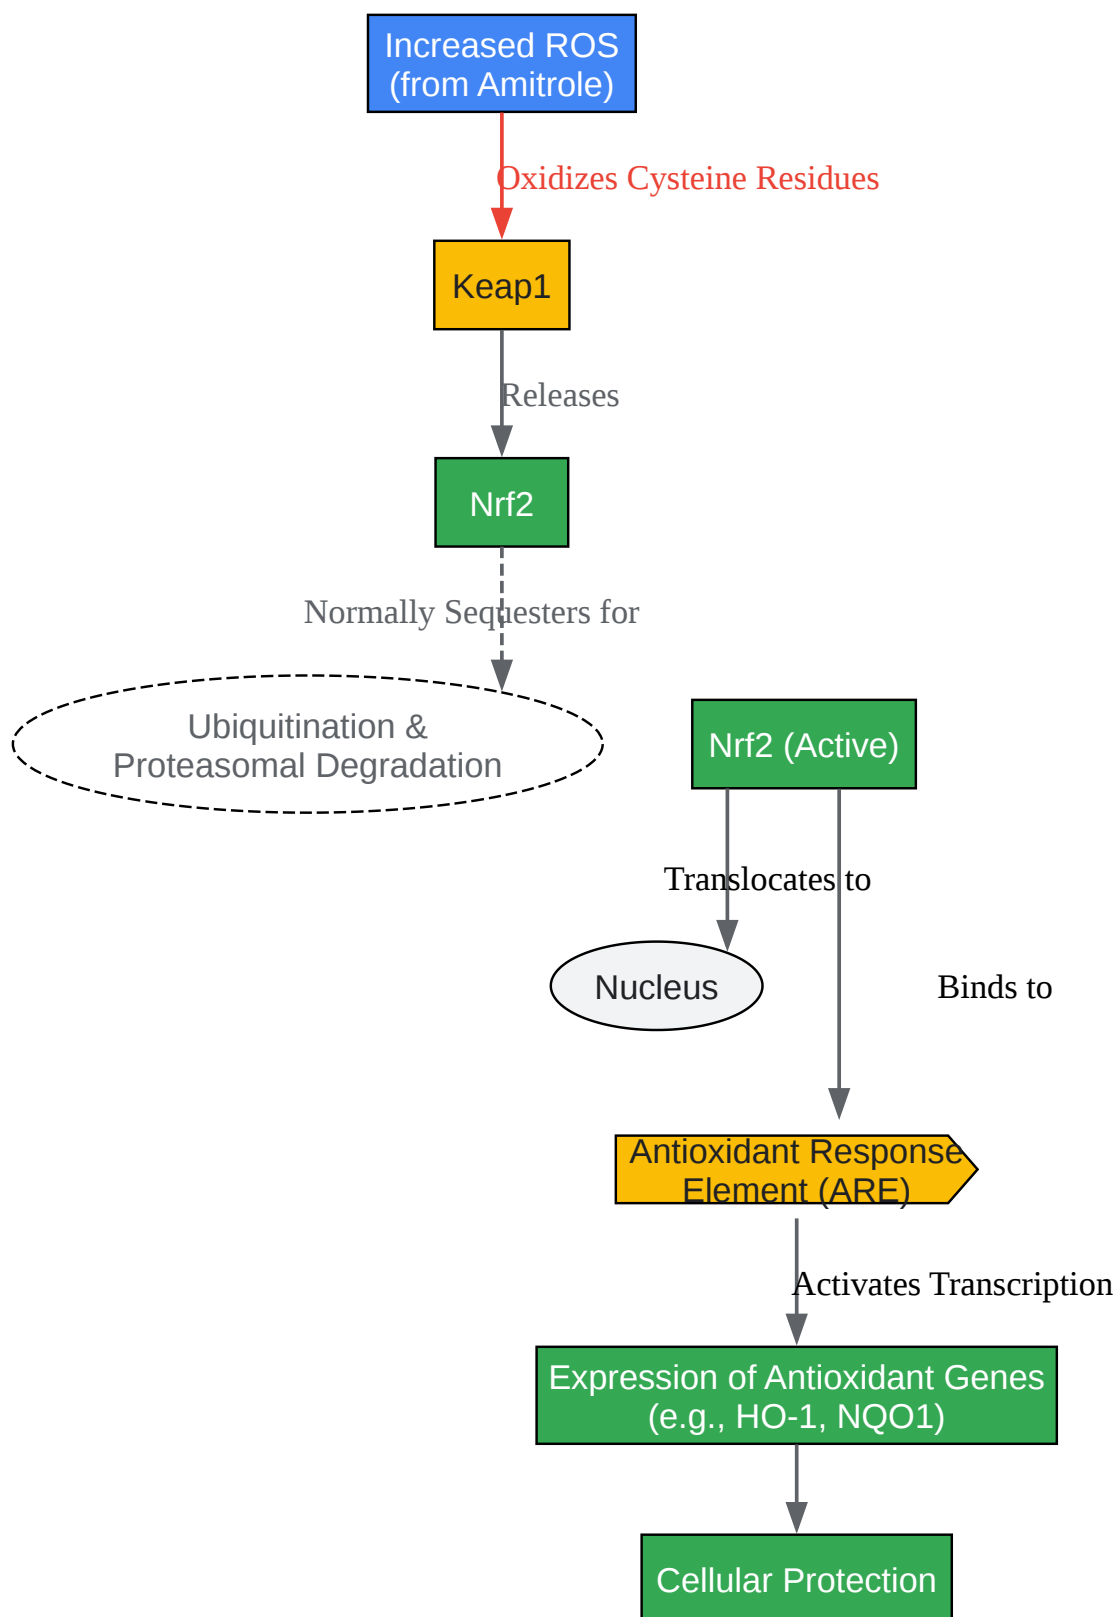 Increased ROS
(from Amitrole)
Oxidizes Cysteine Residues
Keap1
Releases
Nrf2
Normally Sequesters for
Ubiquitination &
Proteasomal Degradation
Nrf2 (Active)
Translocates to
Nucleus
Binds to
Antioxidant Response
Element (ARE)
Activates Transcription
Expression of Antioxidant Genes
(e.g., HO-1, NQO1)
Cellular Protection